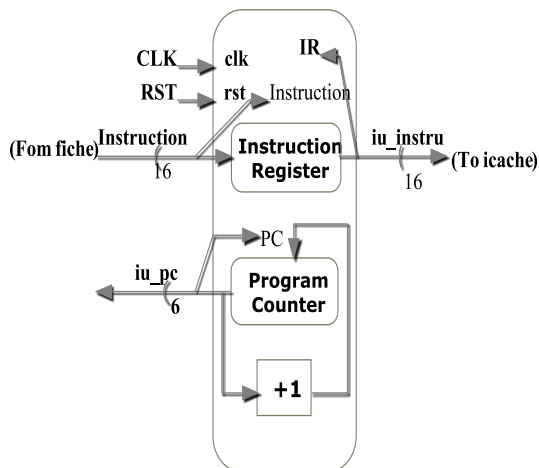 CLK
clk
RST
rst
IR
Instruction
Instruction
(Fom fiche)
16
Instruction
Register
iu_instru
16
(To icache)
PC
iu_pc
6
Program
Counter
+1